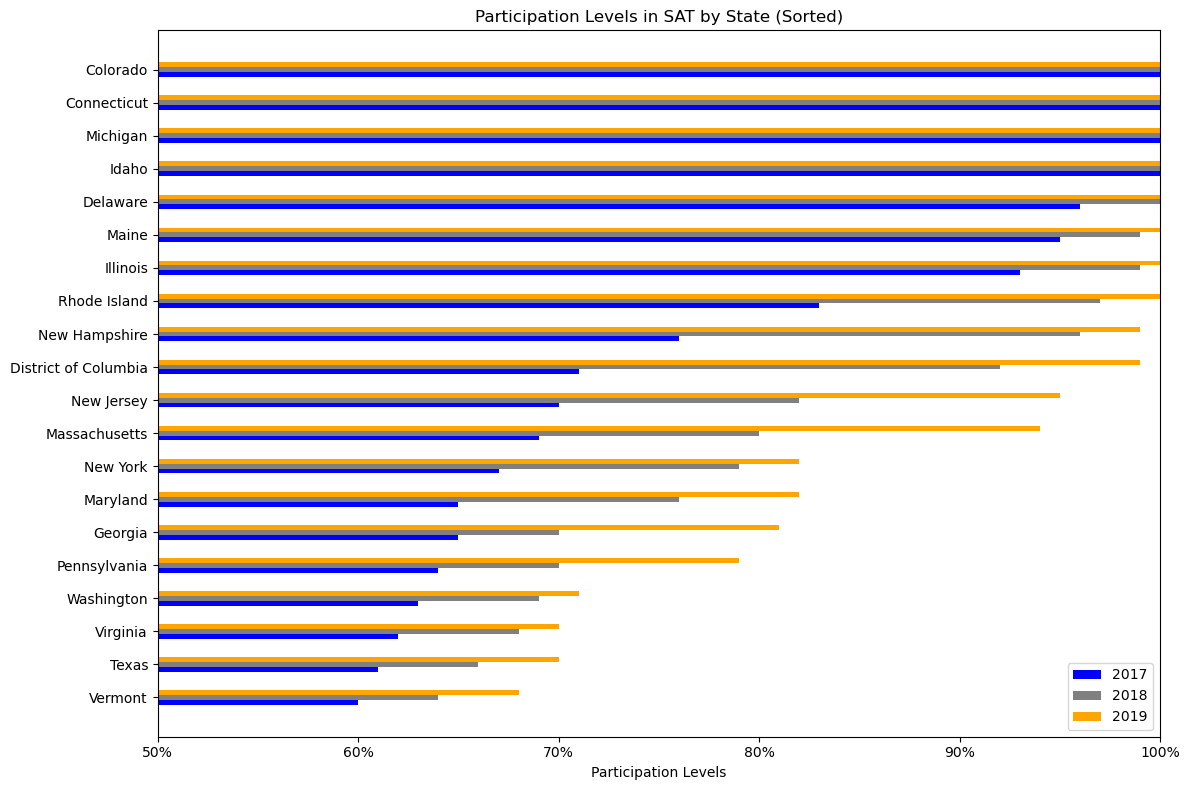 Participation Levels in SAT by State (Sorted)
Colorado
Connecticut
Michigan
Idaho
Delaware
Maine
Illinois
Rhode Island
New Hampshire
District of Columbia
New Jersey
Massachusetts
New York
Maryland
Georgia
Pennsylvania
Washington
Virginia
Texas
Vermont
2017
2018
2019
50% 60% 70% 80% 90% 100%
Participation Levels